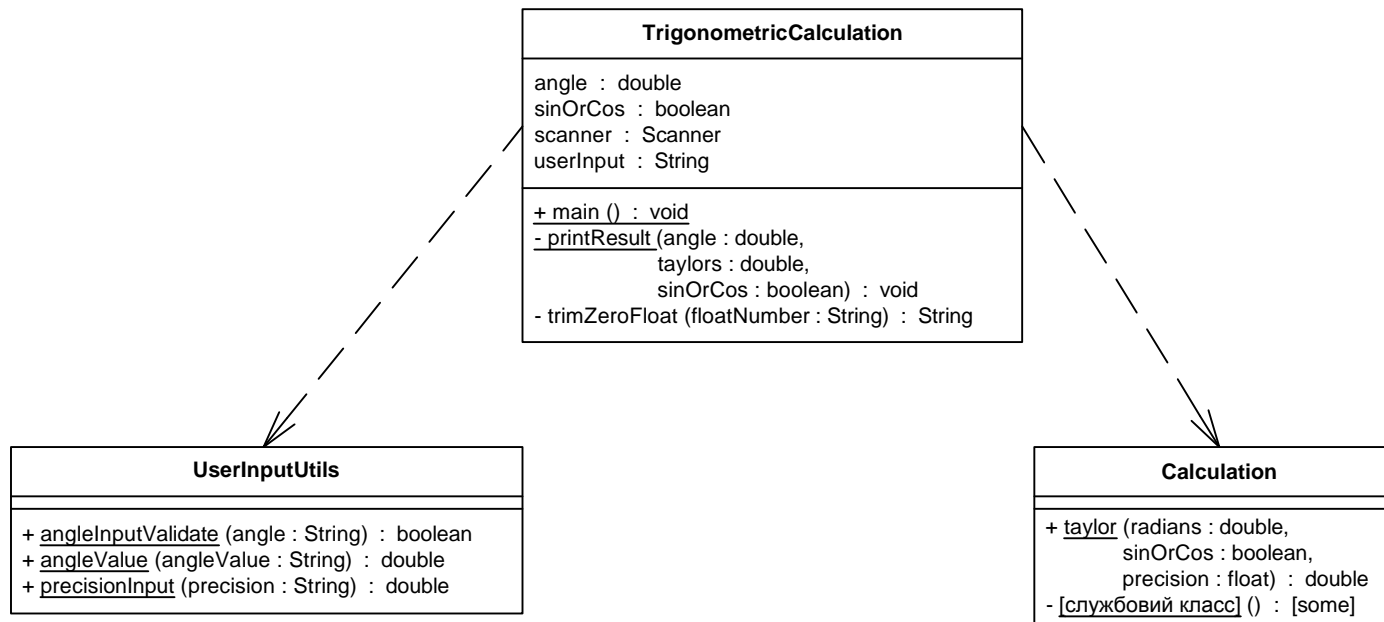 TrigonometricCalculation
angle : double
sinOrCos : boolean
scanner : Scanner
userInput : String
+ main () : void
- printResult (angle : double,
taylors : double,
sinOrCos : boolean) : void
- trimZeroFloat (floatNumber : String) : String
UserInputUtils
+ angleInputValidate (angle : String) : boolean
+ angleValue (angleValue : String) : double
+ precisionInput (precision : String) : double
Calculation
+ taylor (radians : double,
sinOrCos : boolean,
precision : float) : double
- [службовий класс] () : [some]